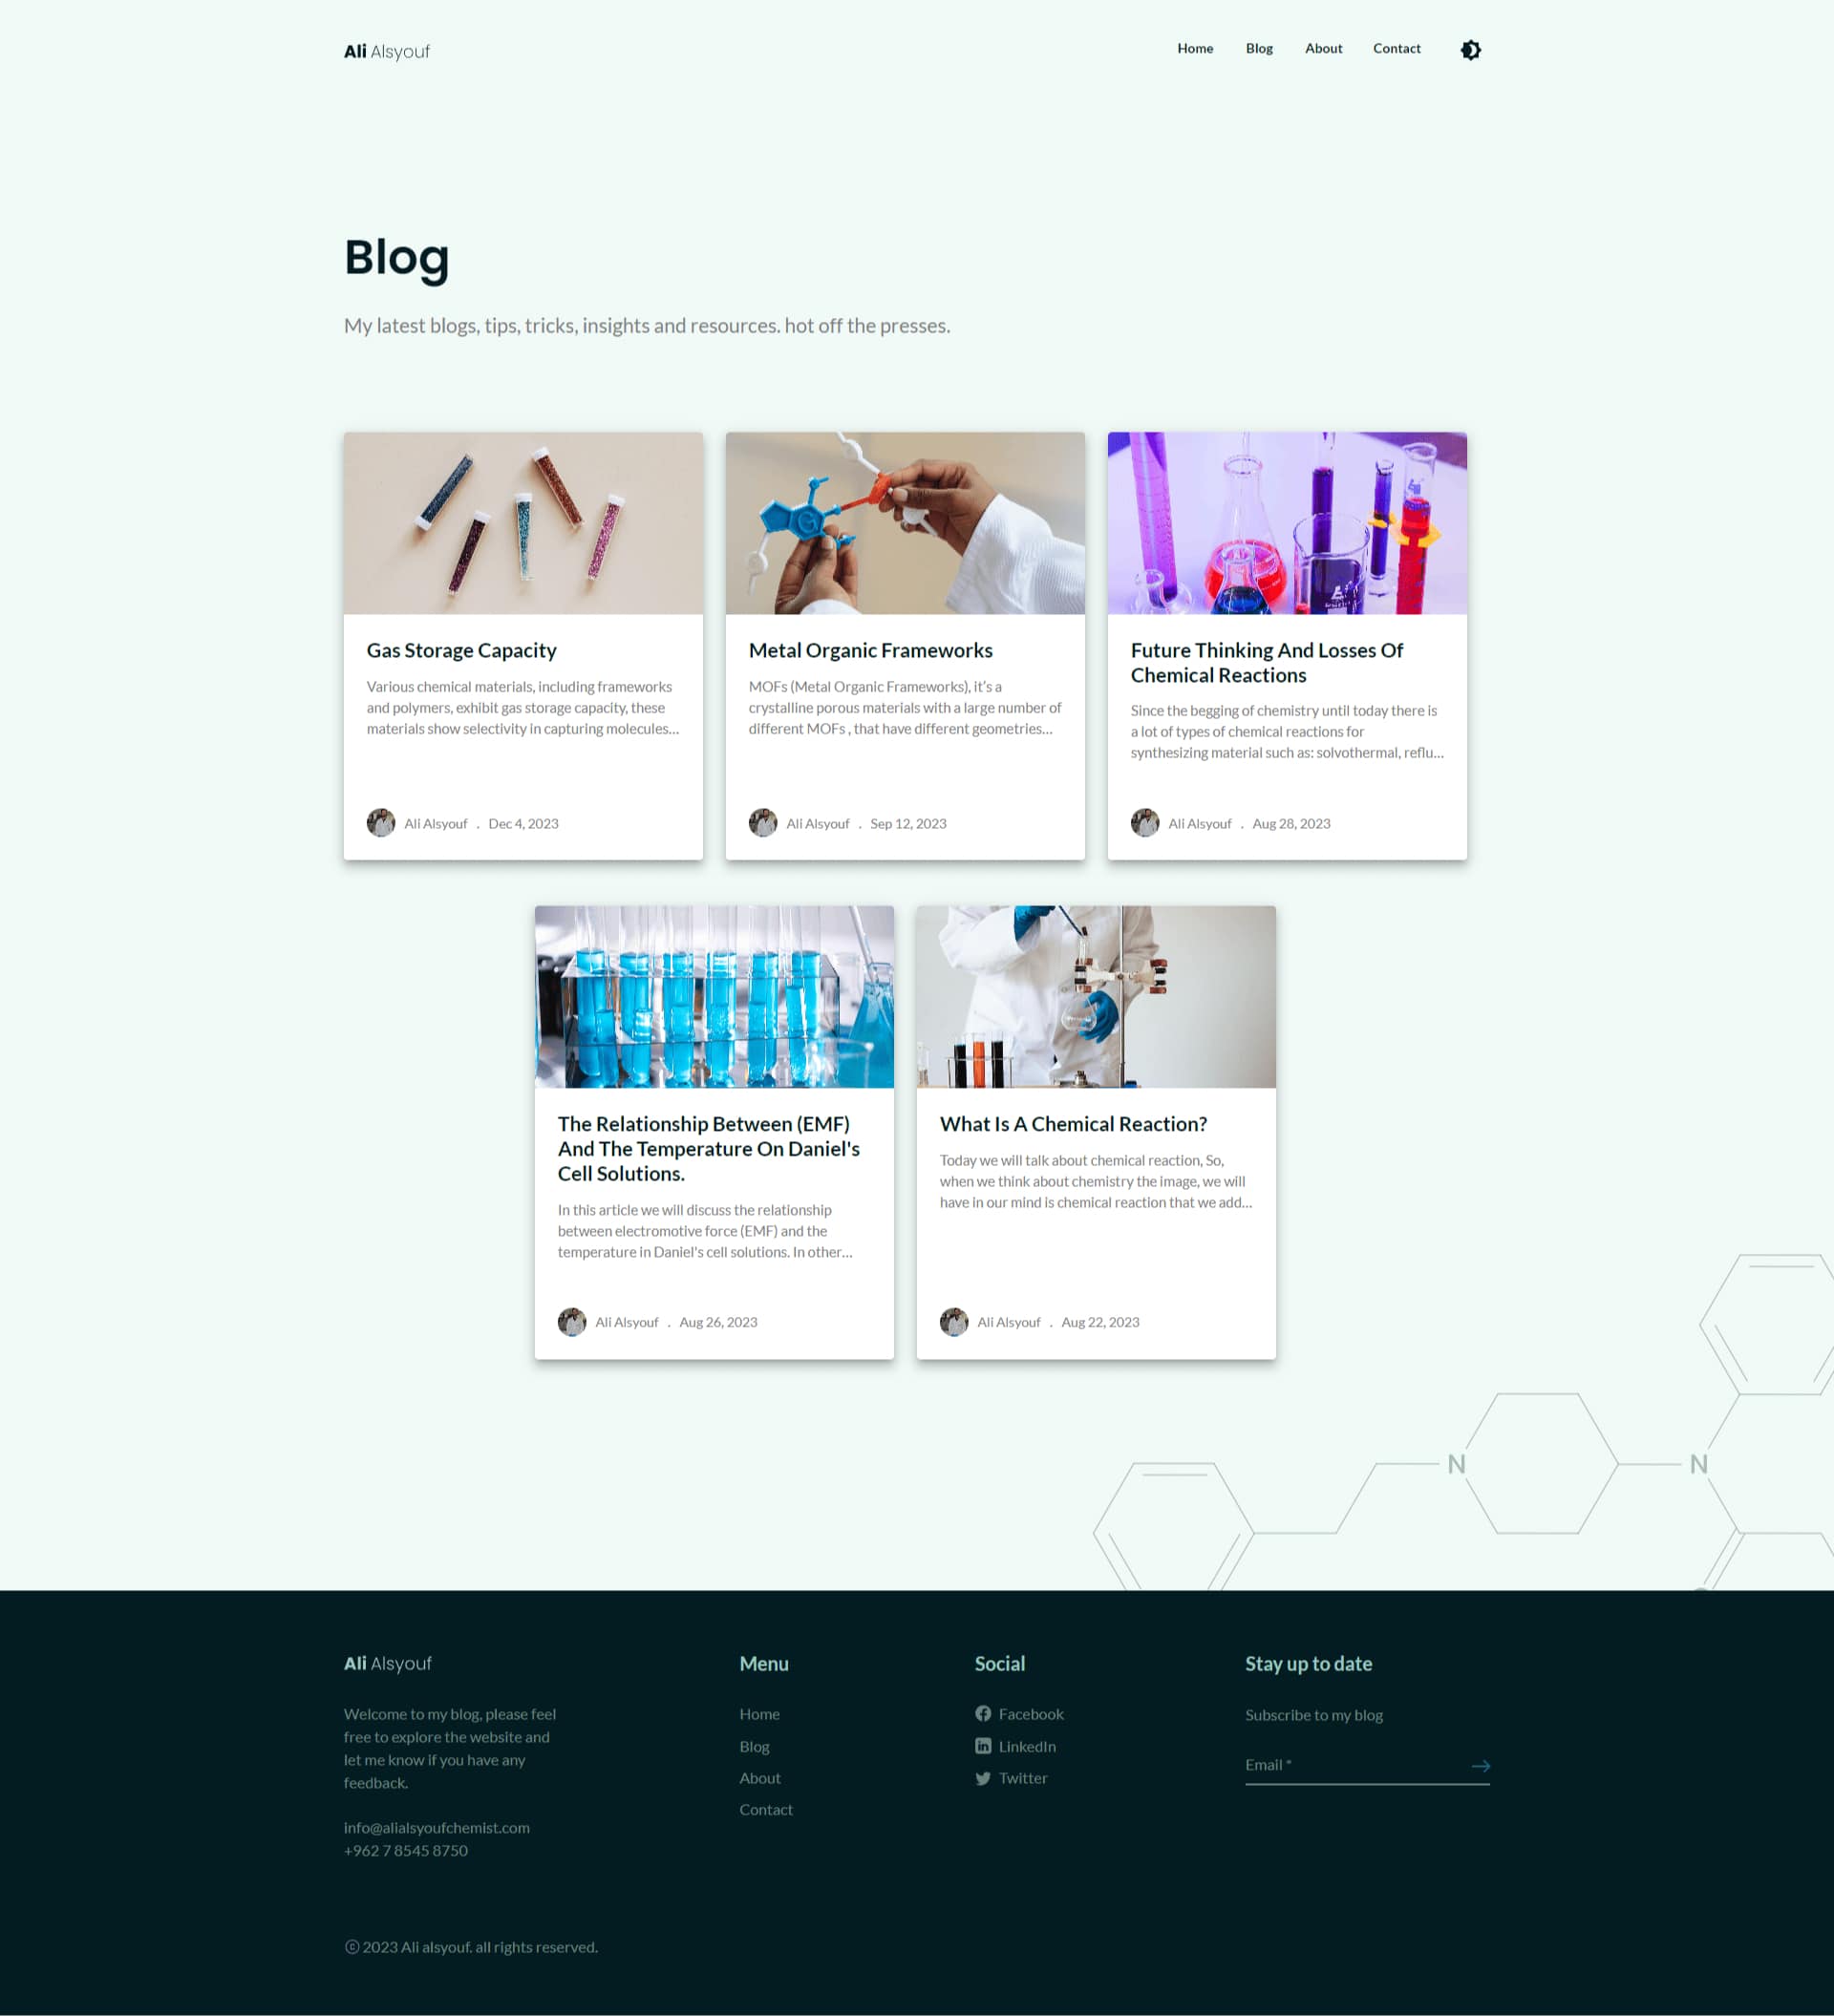 Ali Alsyouf
Home Blog About Contact
Blog
My latest blogs, tips, tricks, insights and resources. hot off the presses.
Gas Storage Capacity
Various chemical materials, including frameworks
and polymers, exhibit gas storage capacity, these
materials show selectivity in capturing molecules...
Ali Alsyouf . Dec 4, 2023
Metal Organic Frameworks
MOFs (Metal Organic Frameworks), it's a
crystalline porous materials with a large number of
different MOFs , that have different geometries...
Ali Alsyouf . Sep 12, 2023
Future Thinking And Losses Of
Chemical Reactions
Since the begging of chemistry until today there is
a lot of types of chemical reactions for
synthesizing material such as: solvothermal, reflu...
Ali Alsyouf . Aug 28, 2023
The Relationship Between (EMF)
And The Temperature On Daniel's
Cell Solutions.
In this article we will discuss the relationship
between electromotive force (EMF) and the
temperature in Daniel's cell solutions. In other...
Ali Alsyouf . Aug 26, 2023
What Is A Chemical Reaction?
Today we will talk about chemical reaction, So,
when we think about chemistry the image, we will
have in our mind is chemical reaction that we add...
Ali Alsyouf . Aug 22, 2023
N N
Ali Alsyouf
Welcome to my blog, please feel
free to explore the website and
let me know if you have any
feedback.
info@alialsyoufchemist.com
+962 7 8545 8750
Menu
Home
Blog
About
Contact
Social
Facebook
LinkedIn
Twitter
Stay up to date
Subscribe to my blog
Email *
© 2023 Ali alsyouf. all rights reserved.